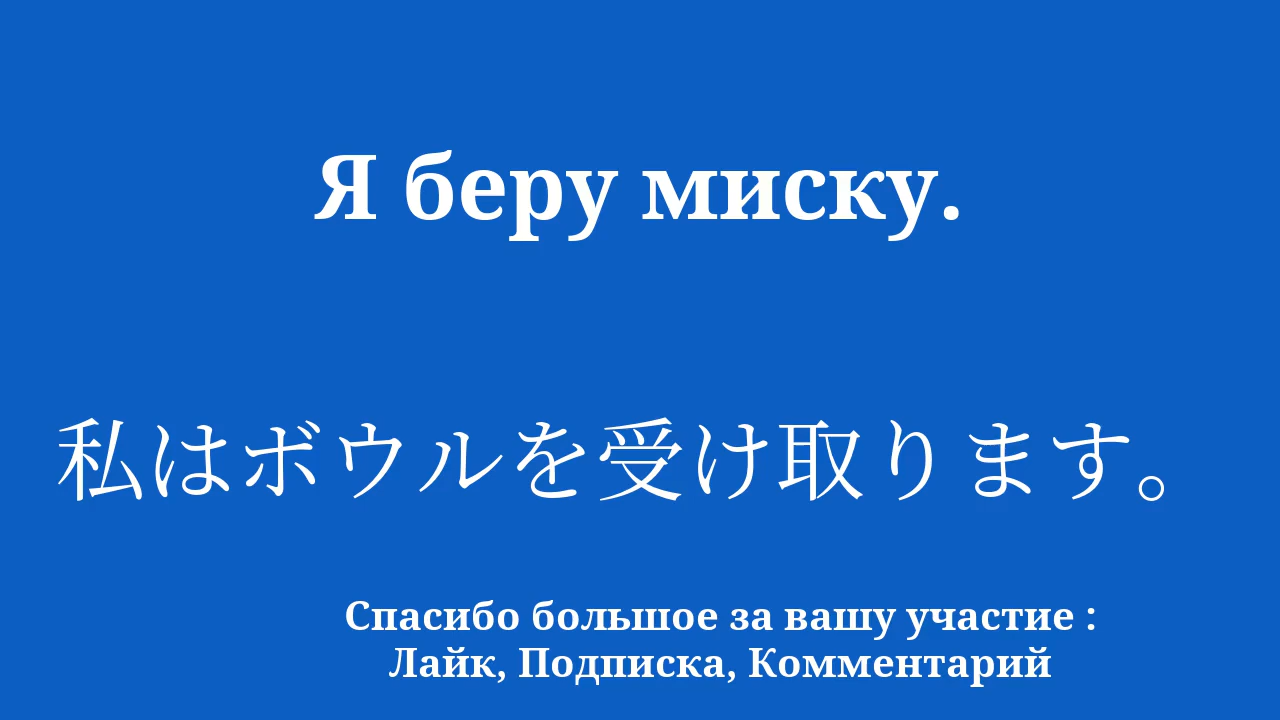 Я беру миску.
私はボウルを受け取ります。
Спасибо большое за вашу участие :
Лайк, Подписка, Комментарий